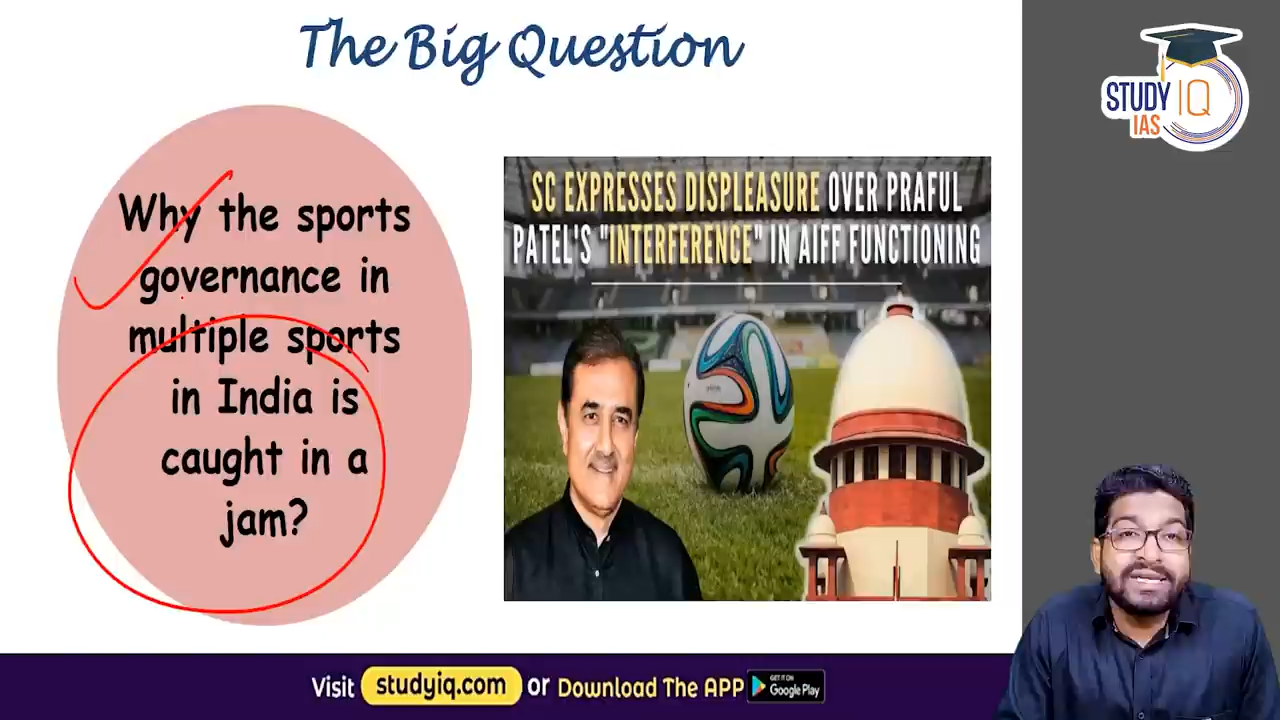 The Big Question
Why the sports
governance in
multiple sports
in India is
caught in a
jam?
SC EXPRESSES DISPLEASURE OVER PRAFUL
PATEL'S "INTERFERENCE" IN AIFF FUNCTIONING
STUDY IQ
IAS
Visit studyiq.com or Download The APP GET IT ON Google Play